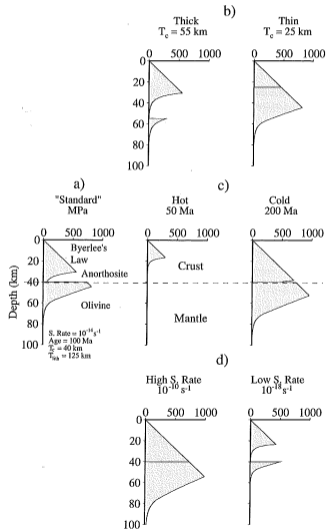 b)
Thick
T_c = 55 km
Thin
T_c = 25 km
0 500 1000
0 500 1000
0
20
40
60
80
100
a)
c)
"Standard"
MPa
Hot
50 Ma
Cold
200 Ma
0 500 1000
0 500 1000
0 500 1000
Depth (km)
0
20
40
60
80
100
Byerlee's
Law
Anorthosite
Olivine
Crust
Mantle
S. Rate = 10⁻¹⁴ s⁻¹
Age = 100 Ma
T_c = 40 km
= 125 km
d)
High S. Rate
10⁻¹⁰ s⁻¹
Low S. Rate
10⁻¹⁸ s⁻¹
0 500 1000
0 500 1000
0
20
40
60
80
100